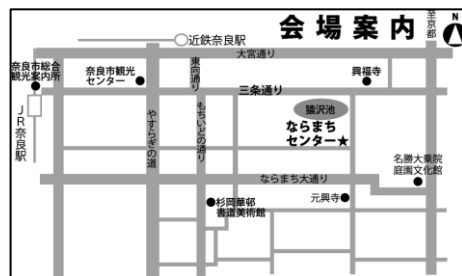 会場案内
至京都
N
近鉄奈良駅
大宮通り
奈良市総合
観光案内所
奈良市観光
センター
東向通り
興福寺
三条通り
猿沢池
ならまち
センター★
JR奈良駅
やすらぎの道
もちいどの通り
名勝大乗院
庭園文化館
ならまち大通り
杉岡華邨
書道美術館
元興寺